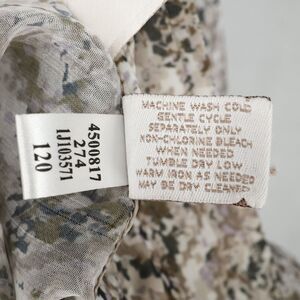 4500817
274
1J103571
120
MACHINE WASH COLD
GENTLE CYCLE
SEPARATELY ONLY
NON-CHLORINE BLEACH
WHEN NEEDED
TUMBLE DRY LOW
WARM IRON AS NEEDED
MAY BE DRY CLEANED